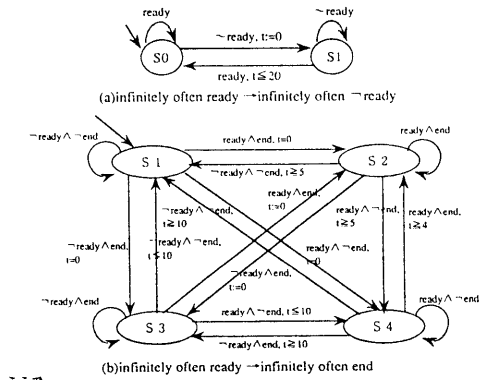 ready
~ready
~ready, t:=0
S0
S1
ready, t≦20
(a)infinitely often ready →infinitely often ¬ready
¬ready∧¬end
ready∧end, t=0
ready∧end
S 1
S 2
¬ready∧¬end, t≧5
ready∧end,
t:=0
¬ready∧¬end,
t≧10
¬ready∧¬end,
t≦10
ready∧¬end,
t≧5
ready∧end,
t≧4
¬ready∧end,
t=0
ready∧¬end,
t=0
¬ready∧end,
t:=0
¬ready∧end
ready∧end, t≦10
ready∧¬end
S 3
S 4
¬ready∧end, t≧10
(b)infinitely often ready →infinitely often end